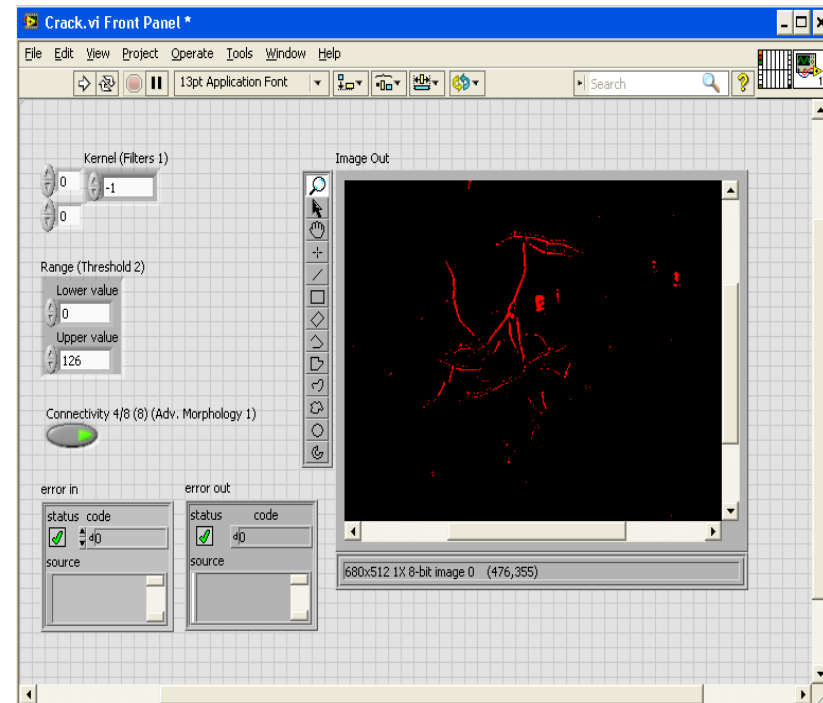 Crack.vi Front Panel *
File Edit View Project Operate Tools Window Help
13pt Application Font
Search
1
Kernel (Filters 1)
0
-1
0
Image Out
Range (Threshold 2)
Lower value
0
Upper value
126
Connectivity 4/8 (8) (Adv. Morphology 1)
error in
status code
d0
source
error out
status code
d0
source
680x512 1X 8-bit image 0 (476,355)